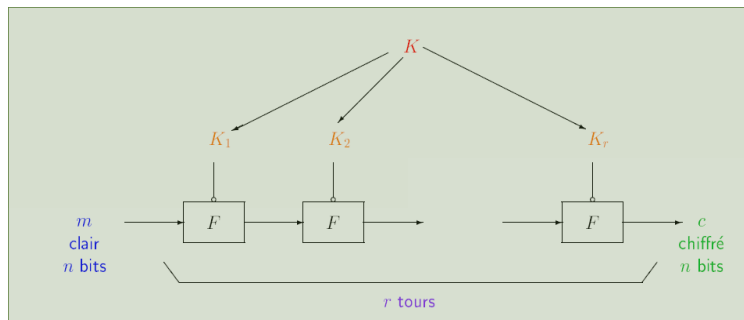 K
K₁ K₂ Kᵣ
m F F F c
clair chiffré
n bits n bits
r tours